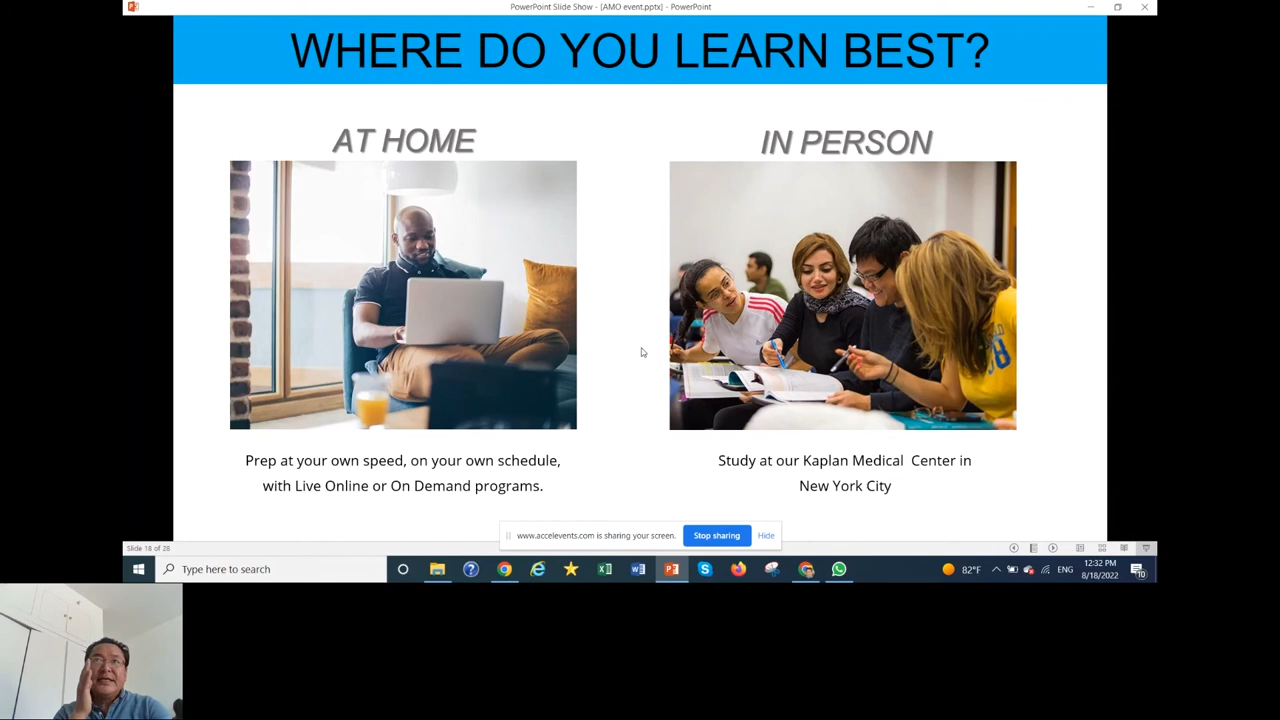 PowerPoint Slide Show - [AMO event.pptx] - PowerPoint
WHERE DO YOU LEARN BEST?
AT HOME
IN PERSON
Prep at your own speed, on your own schedule,
with Live Online or On Demand programs.
Study at our Kaplan Medical Center in
New York City
www.accelevents.com is sharing your screen.
Stop sharing
Hide
Slide 18 of 28
Type here to search
82°F
ENG
12:32 PM
8/18/2022
10